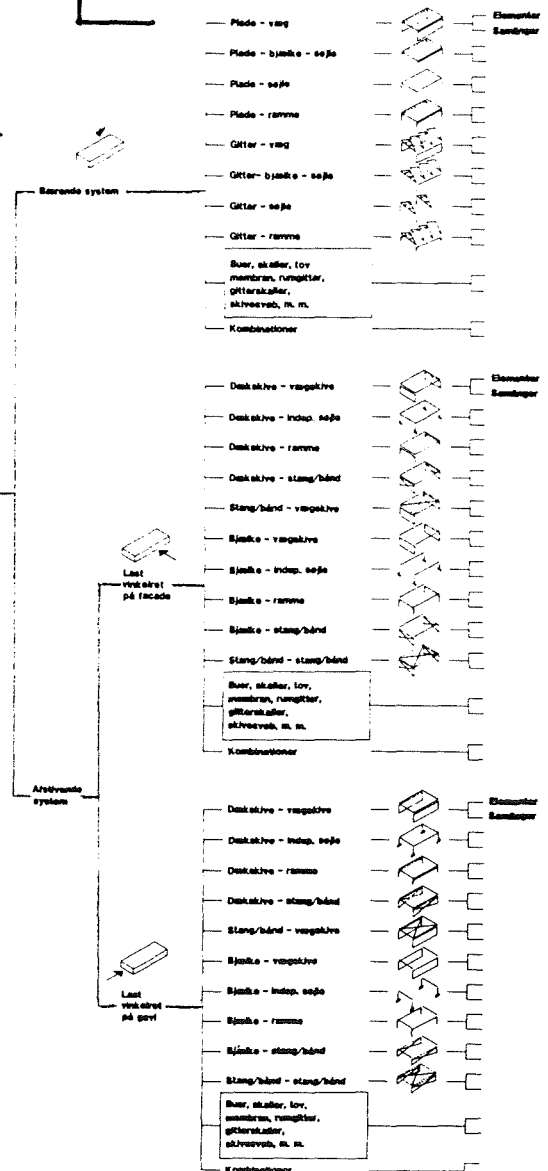 Plade - væg
Elementer
Samlinger
Plade - bjælke - søjle
Plade - søjle
Plade - ramme
Gitter - væg
Gitter - bjælke - søjle
Bærende system
Gitter - søjle
Gitter - ramme
Buer, skaller, tov
membran, rumgitter,
gitterskaller,
skivesvøb, m. m.
Kombinationer
Dækskive - vægskive
Elementer
Samlinger
Dækskive - indsp. søjle
Dækskive - ramme
Dækskive - stang/bånd
Stang/bånd - vægskive
Bjælke - vægskive
Last
vinkelret
på facade
Bjælke - indsp. søjle
Bjælke - ramme
Bjælke - stang/bånd
Stang/bånd - stang/bånd
Buer, skaller, tov,
membran, rumgitter,
gitterskaller,
skivesvøb, m. m.
Kombinationer
Afstivende
system
Dækskive - vægskive
Elementer
Samlinger
Dækskive - indsp. søjle
Dækskive - ramme
Dækskive - stang/bånd
Stang/bånd - vægskive
Bjælke - vægskive
Last
vinkelret
på gavl
Bjælke - indsp. søjle
Bjælke - ramme
Bjælke - stang/bånd
Stang/bånd - stang/bånd
Buer, skaller, tov,
membran, rumgitter,
gitterskaller,
skivesvøb, m. m.
Kombinationer